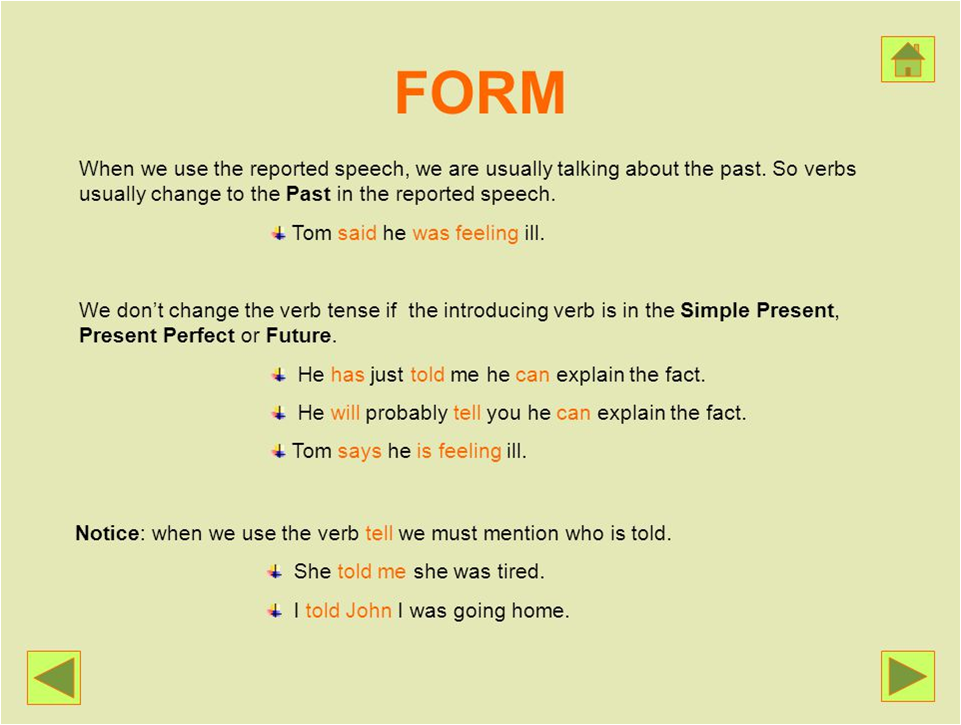 FORM
When we use the reported speech, we are usually talking about the past. So verbs
usually change to the Past in the reported speech.
Tom said he was feeling ill.
We don’t change the verb tense if  the introducing verb is in the Simple Present,
Present Perfect or Future.
He has just told me he can explain the fact.
He will probably tell you he can explain the fact.
Tom says he is feeling ill.
Notice: when we use the verb tell we must mention who is told.
She told me she was tired.
I told John I was going home.